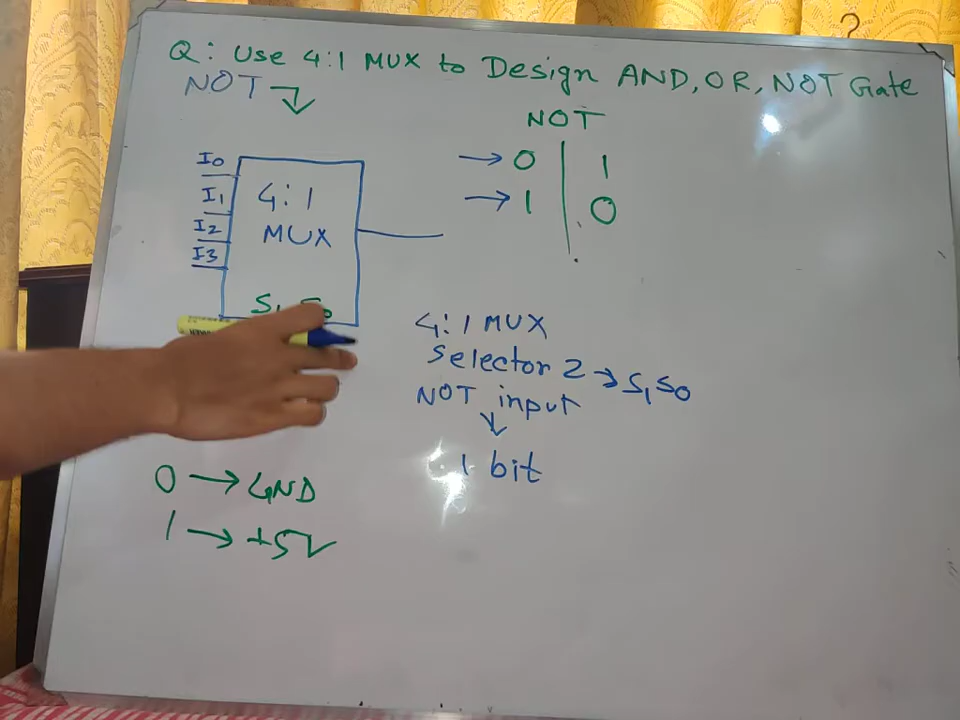 Q: Use 4:1 MUX to Design AND, OR, NOT Gate
NOT
NOT
0 1
1 0
I0
I1
I2
I3
4:1
MUX
S1 S0
4:1 MUX
Selector 2 → S1S0
NOT input
1 bit
0 → GND
1 → +5V